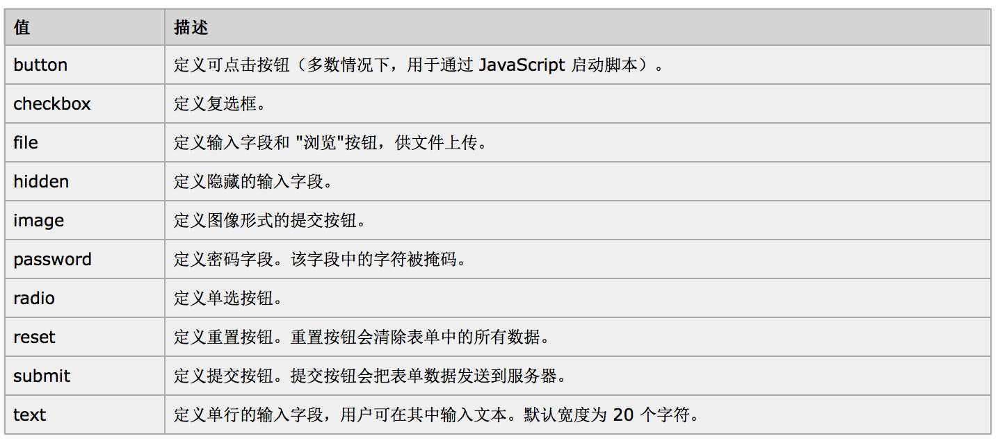 值 描述
button 定义可点击按钮（多数情况下，用于通过 JavaScript 启动脚本）。
checkbox 定义复选框。
file 定义输入字段和 "浏览"按钮，供文件上传。
hidden 定义隐藏的输入字段。
image 定义图像形式的提交按钮。
password 定义密码字段。该字段中的字符被掩码。
radio 定义单选按钮。
reset 定义重置按钮。重置按钮会清除表单中的所有数据。
submit 定义提交按钮。提交按钮会把表单数据发送到服务器。
text 定义单行的输入字段，用户可在其中输入文本。默认宽度为 20 个字符。